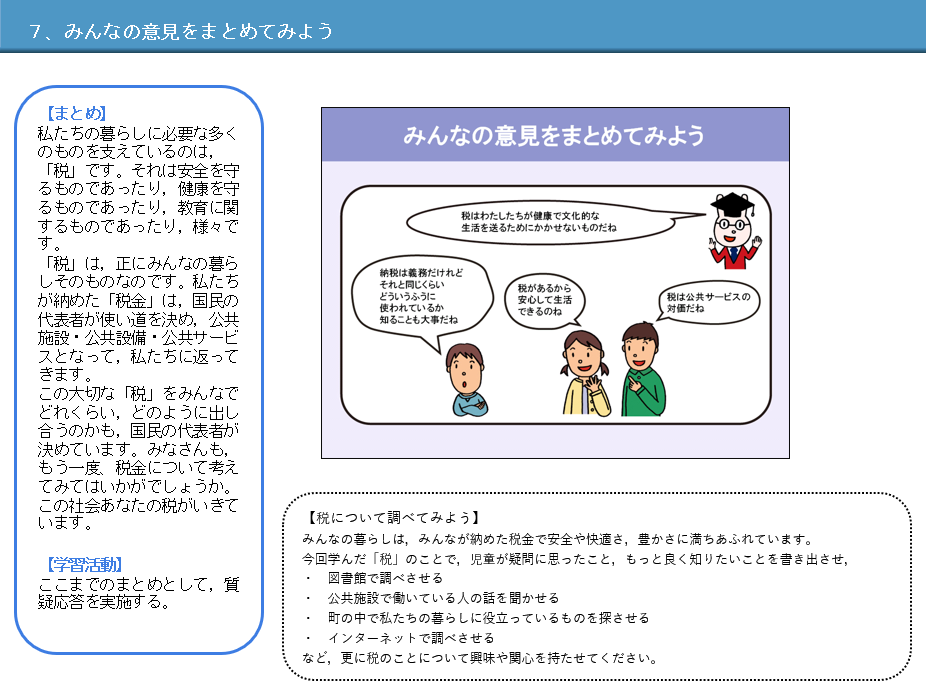 ７、みんなの意見をまとめてみよう
【まとめ】
私たちの暮らしに必要な多く
のものを支えているのは，
「税」です。それは安全を守
るものであったり，健康を守
るものであったり，教育に関
するものであったり，様々で
す。
「税」は，正にみんなの暮ら
しそのものなのです。私たち
が納めた「税金」は，国民の
代表者が使い道を決め，公共
施設・公共設備・公共サービ
スとなって，私たちに返って
きます。
この大切な「税」をみんなで
どれくらい，どのように出し
合うのかも，国民の代表者が
決めています。みなさんも，
もう一度、税金について考え
てみてはいかがでしょうか。
この社会あなたの税がいきて
います。
【学習活動】
ここまでのまとめとして，質
疑応答を実施する。
みんなの意見をまとめてみよう
税はわたしたちが健康で文化的な
生活を送るためにかかせないものだね
納税は義務だけれど
それと同じくらい
どういうふうに
使われているか
知ることも大事だね
税があるから
安心して生活
できるのね
税は公共サービスの
対価だね
【税について調べてみよう】
みんなの暮らしは，みんなが納めた税金で安全や快適さ，豊かさに満ちあふれています。
今回学んだ「税」のことで，児童が疑問に思ったこと，もっと良く知りたいことを書き出させ，
・　図書館で調べさせる
・　公共施設で働いている人の話を聞かせる
・　町の中で私たちの暮らしに役立っているものを探させる
・　インターネットで調べさせる
など，更に税のことについて興味や関心を持たせてください。